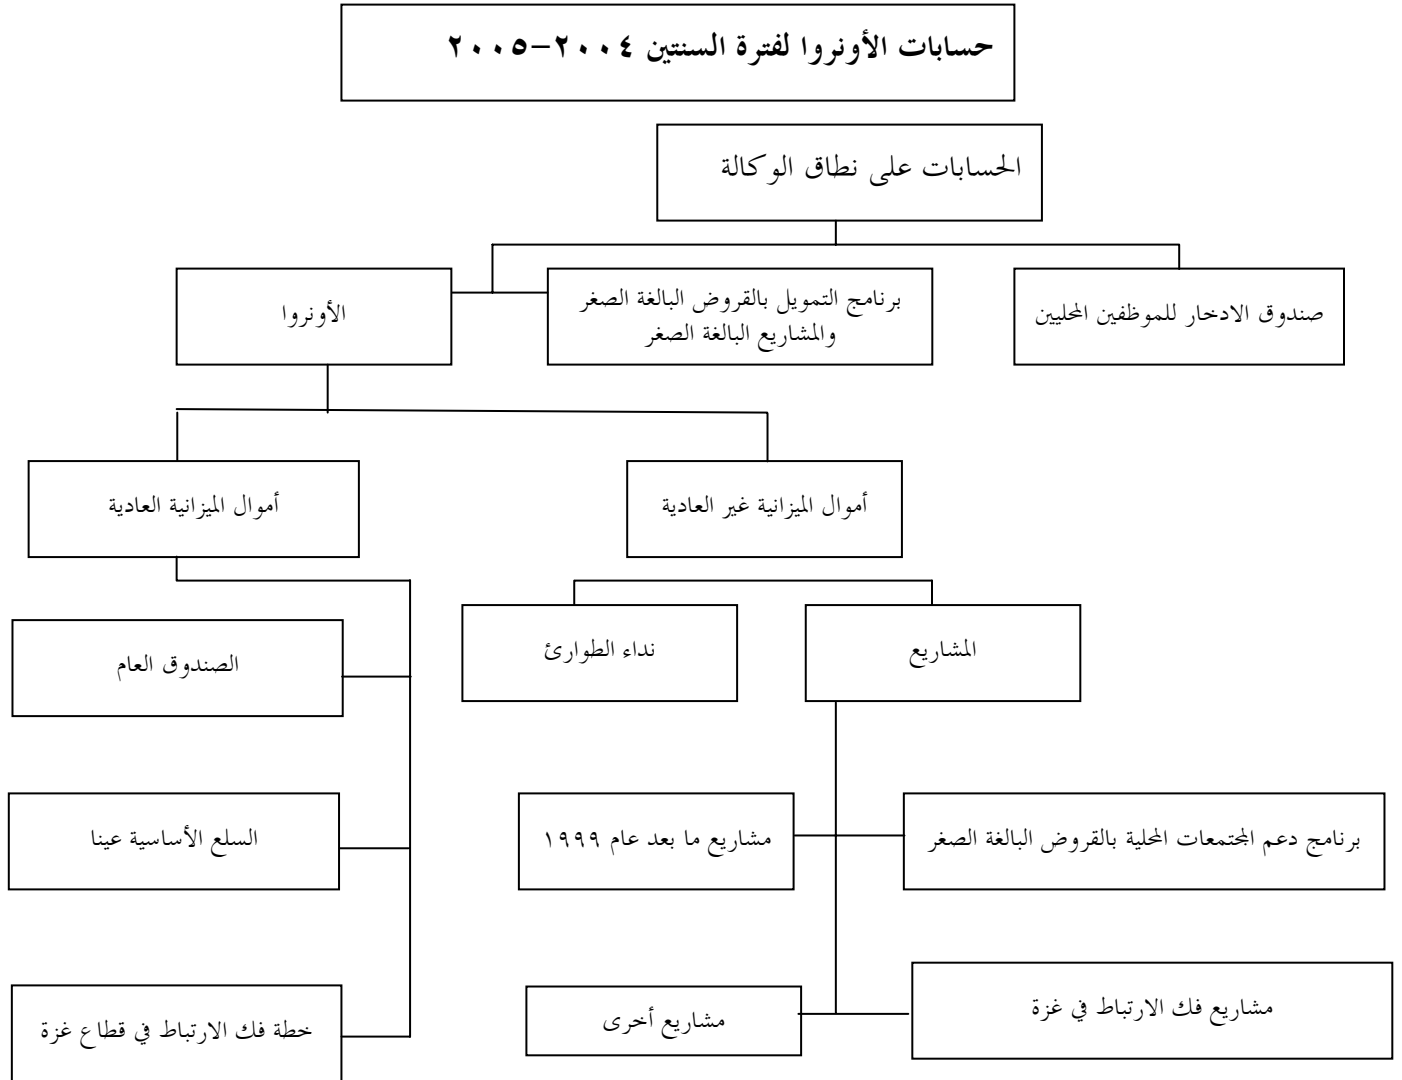 حسابات الأونروا لفترة السنتين ٢٠٠٤-٢٠٠٥
الحسابات على نطاق الوكالة
صندوق الادخار للموظفين المحليين
برنامج التمويل بالقروض البالغة الصغر
والمشاريع البالغة الصغر
الأونروا
أموال الميزانية غير العادية
أموال الميزانية العادية
المشاريع
نداء الطوارئ
الصندوق العام
برنامج دعم المجتمعات المحلية بالقروض البالغة الصغر
مشاريع ما بعد عام ١٩٩٩
السلع الأساسية عينا
مشاريع فك الارتباط في غزة
مشاريع أخرى
خطة فك الارتباط في قطاع غزة